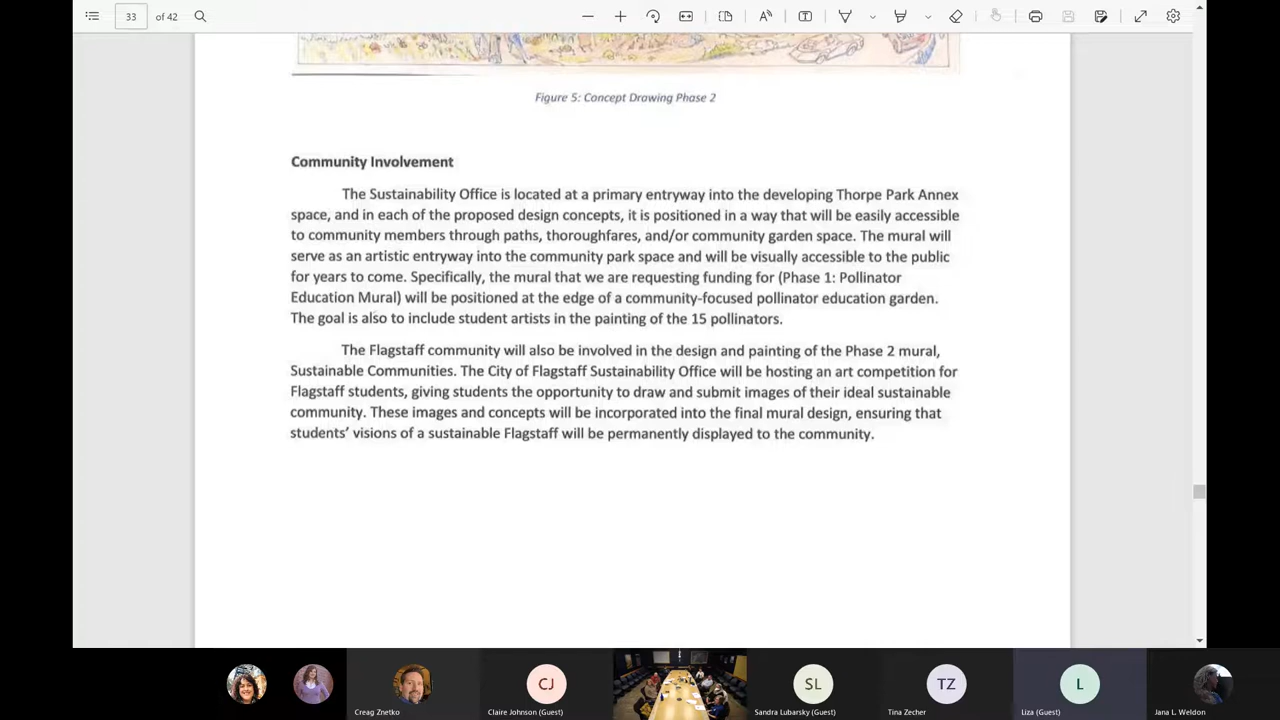 33 of 42
Figure 5: Concept Drawing Phase 2
Community Involvement
The Sustainability Office is located at a primary entryway into the developing Thorpe Park Annex
space, and in each of the proposed design concepts, it is positioned in a way that will be easily accessible
to community members through paths, thoroughfares, and/or community garden space. The mural will
serve as an artistic entryway into the community park space and will be visually accessible to the public
for years to come. Specifically, the mural that we are requesting funding for (Phase 1: Pollinator
Education Mural) will be positioned at the edge of a community-focused pollinator education garden.
The goal is also to include student artists in the painting of the 15 pollinators.
The Flagstaff community will also be involved in the design and painting of the Phase 2 mural,
Sustainable Communities. The City of Flagstaff Sustainability Office will be hosting an art competition for
Flagstaff students, giving students the opportunity to draw and submit images of their ideal sustainable
community. These images and concepts will be incorporated into the final mural design, ensuring that
students' visions of a sustainable Flagstaff will be permanently displayed to the community.
CJ SL TZ L
Creag Znetko Claire Johnson (Guest) Sandra Lubarsky (Guest) Tina Zecher Liza (Guest) Jana L. Weldon